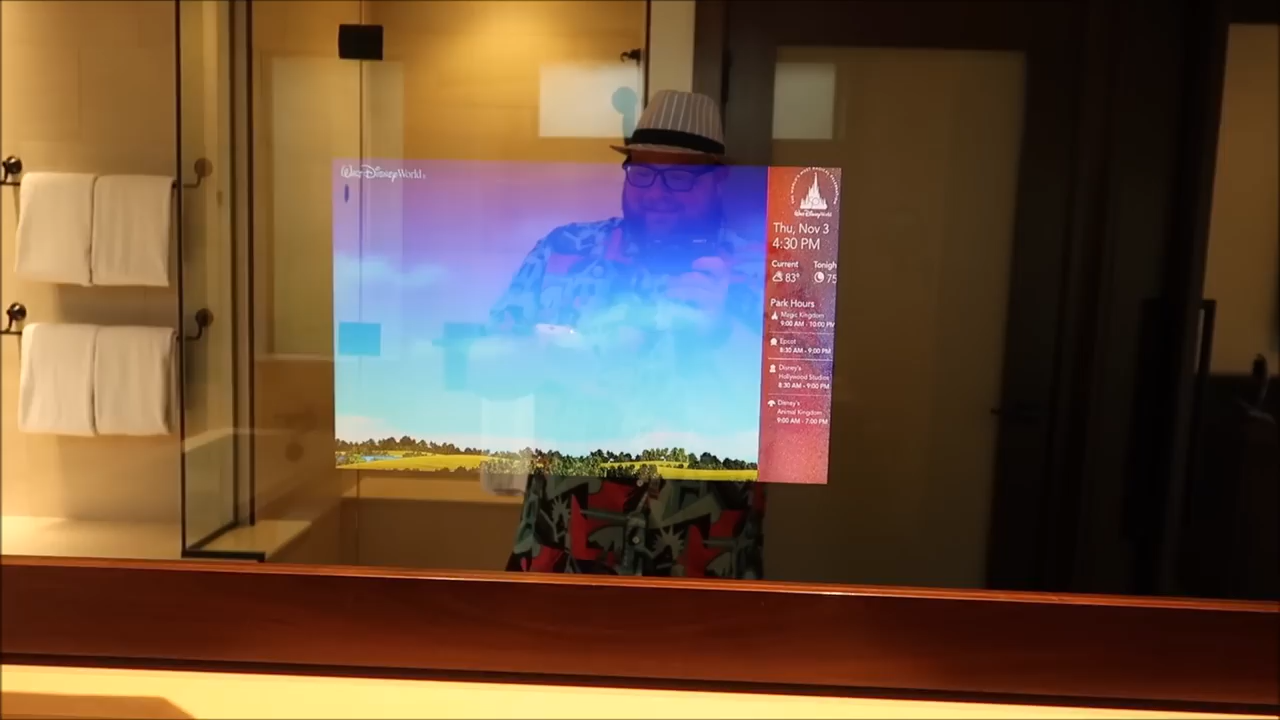 Walt Disney World
Walt Disney World
Thu, Nov 3
4:30 PM
Current Tonigh
83° 75
Park Hours
Magic Kingdom
9:00 AM - 10:00 PM
Epcot
8:30 AM - 9:00 PM
Disney's
Hollywood Studios
8:30 AM - 9:00 PM
Disney's
Animal Kingdom
9:00 AM - 7:00 PM